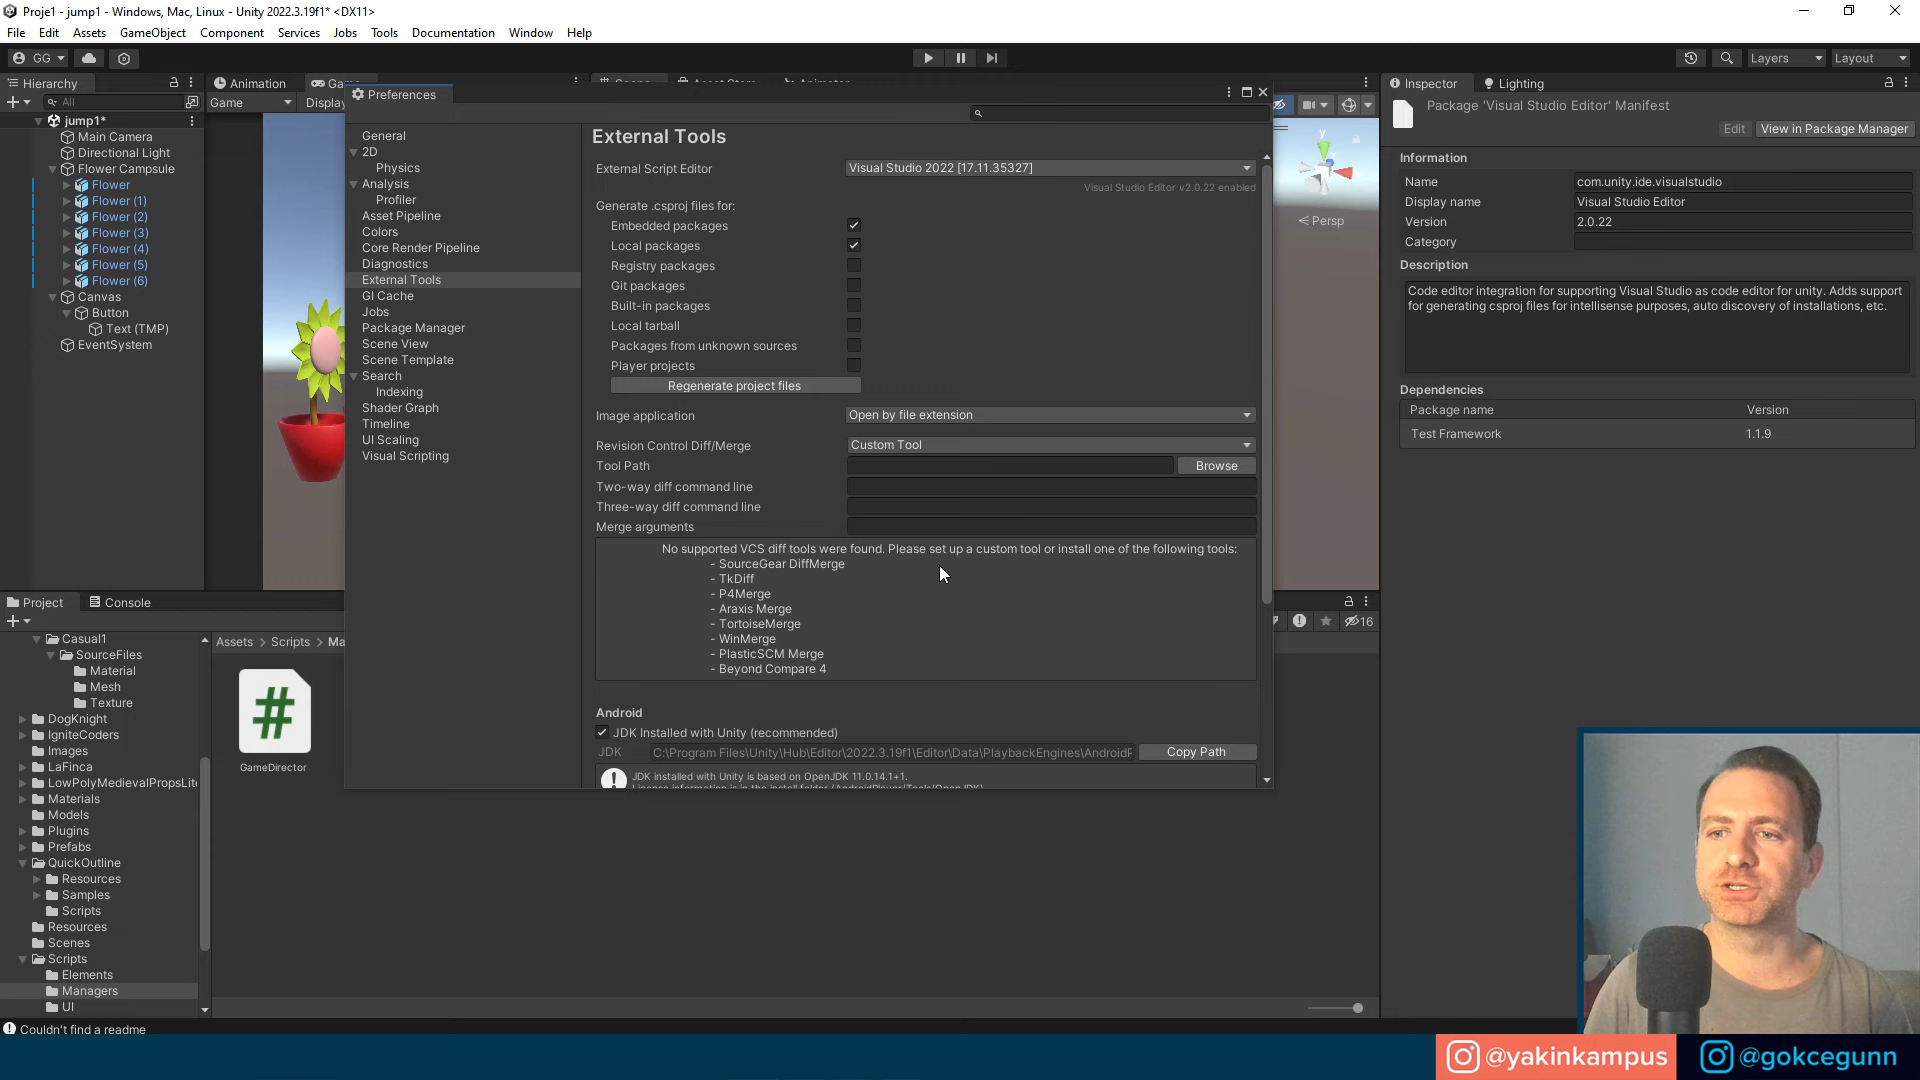 Proje1 - jump1 - Windows, Mac, Linux - Unity 2022.3.19f1* <DX11>
File Edit Assets GameObject Component Services Jobs Tools Documentation Window Help
GG Layers Layout
Hierarchy
All
jump1*
Main Camera
Directional Light
Flower Campsule
Flower
Flower (1)
Flower (2)
Flower (3)
Flower (4)
Flower (5)
Flower (6)
Canvas
Button
Text (TMP)
EventSystem
Animation
Game
Persp
Preferences
General
2D
Physics
Analysis
Profiler
Asset Pipeline
Colors
Core Render Pipeline
Diagnostics
External Tools
GI Cache
Jobs
Package Manager
Scene View
Scene Template
Search
Indexing
Shader Graph
Timeline
UI Scaling
Visual Scripting
External Tools
External Script Editor Visual Studio 2022 [17.11.35327]
Visual Studio Editor v2.0.22 enabled
Generate .csproj files for:
Embedded packages
Local packages
Registry packages
Git packages
Built-in packages
Local tarball
Packages from unknown sources
Player projects
Regenerate project files
Image application Open by file extension
Revision Control Diff/Merge Custom Tool
Tool Path Browse
Two-way diff command line
Three-way diff command line
Merge arguments
No supported VCS diff tools were found. Please set up a custom tool or install one of the following tools:
- SourceGear DiffMerge
- TkDiff
- P4Merge
- Araxis Merge
- TortoiseMerge
- WinMerge
- PlasticSCM Merge
- Beyond Compare 4
Android
JDK Installed with Unity (recommended)
JDK C:\Program Files\Unity\Hub\Editor\2022.3.19f1\Editor\Data\PlaybackEngines\AndroidF Copy Path
JDK installed with Unity is based on OpenJDK 11.0.14.1+1.
Inspector Lighting
Package 'Visual Studio Editor' Manifest
Edit View in Package Manager
Information
Name com.unity.ide.visualstudio
Display name Visual Studio Editor
Version 2.0.22
Category
Description
Code editor integration for supporting Visual Studio as code editor for unity. Adds support
for generating csproj files for intellisense purposes, auto discovery of installations, etc.
Dependencies
Package name Version
Test Framework 1.1.9
Project Console
16
Assets > Scripts > Ma
GameDirector
Casual1
SourceFiles
Material
Mesh
Texture
DogKnight
IgniteCoders
Images
LaFinca
LowPolyMedievalPropsLit
Materials
Models
Plugins
Prefabs
QuickOutline
Resources
Samples
Scripts
Resources
Scenes
Scripts
Elements
Managers
UI
Couldn't find a readme
@yakinkampus @gokcegunn